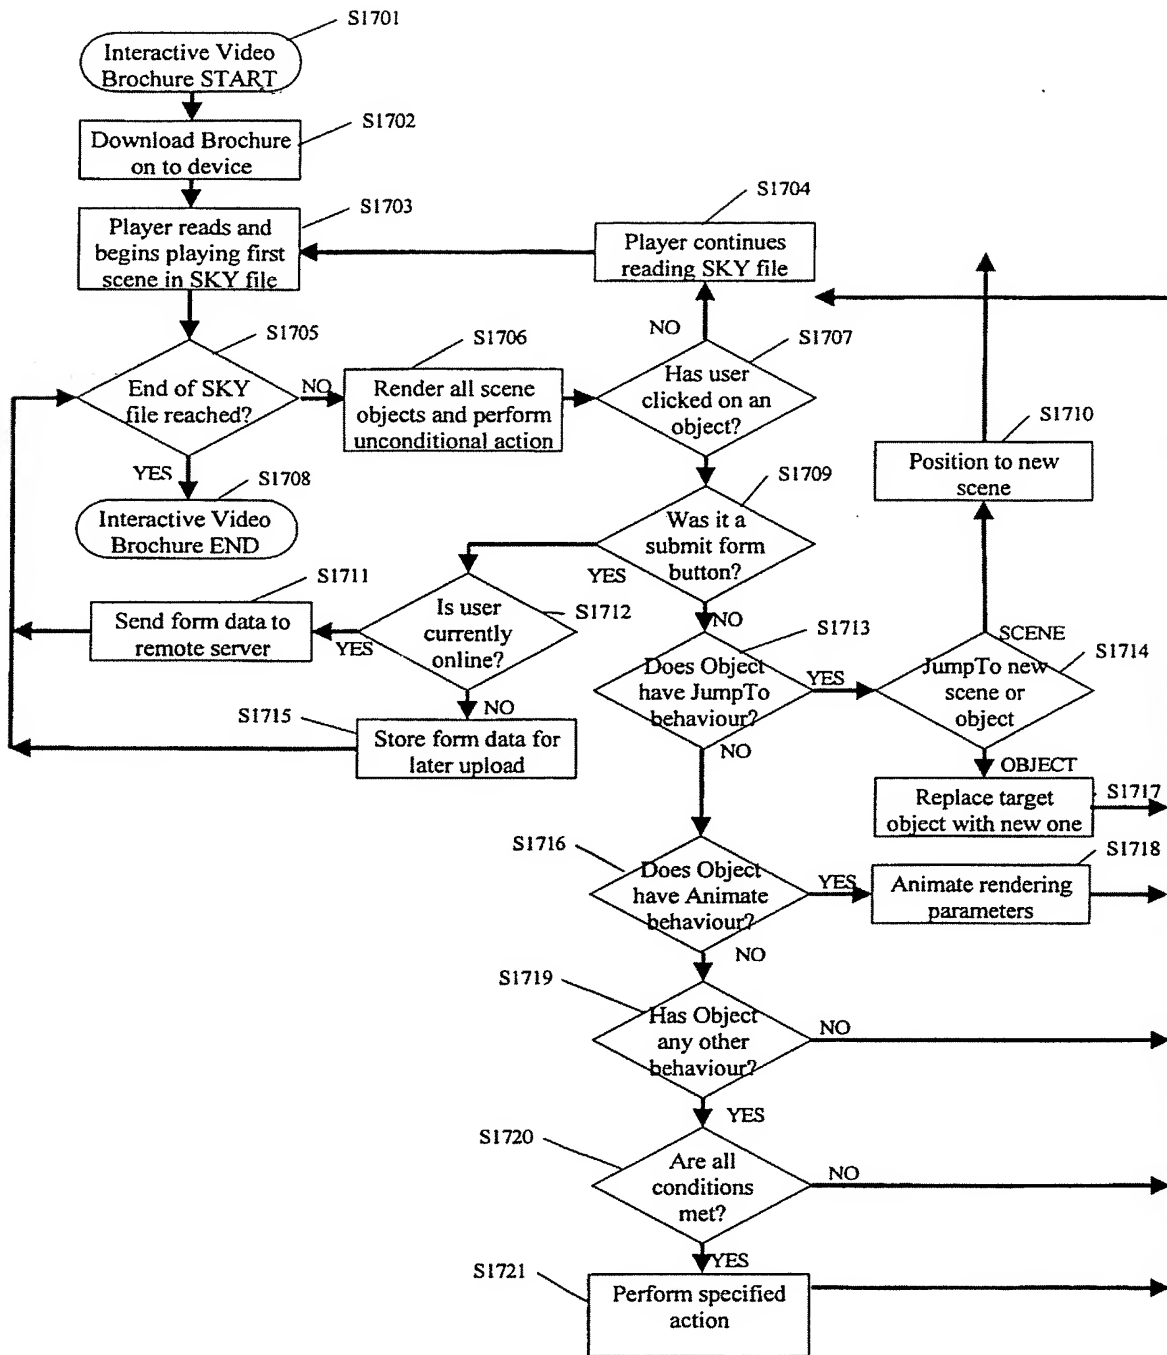 S1701
Interactive Video
Brochure START
S1702
Download Brochure
on to device
S1703
Player reads and
begins playing first
scene in SKY file
S1704
Player continues
reading SKY file
S1705
End of SKY
file reached?
NO
YES
S1706
Render all scene
objects and perform
unconditional action
NO
S1707
Has user
clicked on an
object?
S1708
Interactive Video
Brochure END
S1709
Was it a
submit form
button?
YES
NO
S1710
Position to new
scene
S1711
Send form data to
remote server
S1712
Is user
currently
online?
YES
NO
S1713
Does Object
have JumpTo
behaviour?
YES
NO
SCENE
S1714
JumpTo new
scene or
object
OBJECT
S1715
Store form data for
later upload
S1717
Replace target
object with new one
S1716
Does Object
have Animate
behaviour?
YES
NO
S1718
Animate rendering
parameters
S1719
Has Object
any other
behaviour?
NO
YES
S1720
Are all
conditions
met?
NO
YES
S1721
Perform specified
action